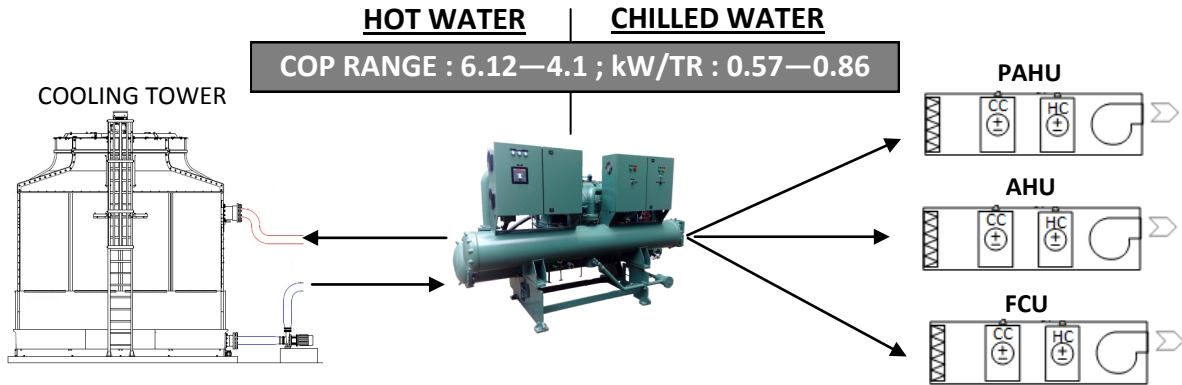 HOT WATER
CHILLED WATER
COP RANGE : 6.12—4.1 ; kW/TR : 0.57—0.86
COOLING TOWER
PAHU
CC
HC
AHU
CC
HC
FCU
CC
HC